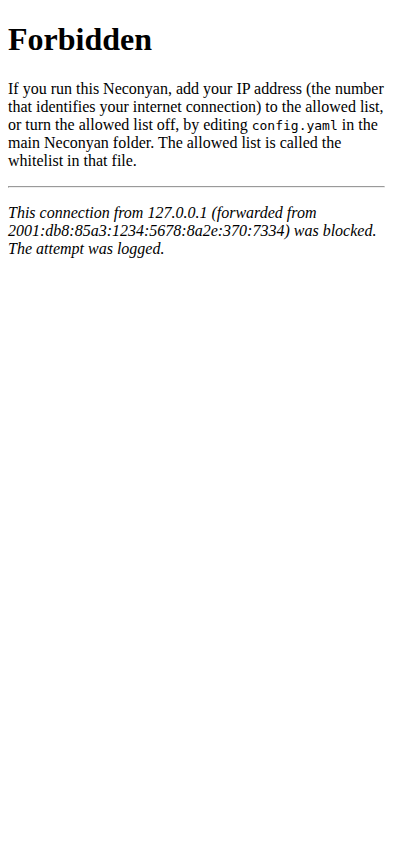 Forbidden
If you run this Neconyan, add your IP address (the number
that identifies your internet connection) to the allowed list,
or turn the allowed list off, by editing config.yaml in the
main Neconyan folder. The allowed list is called the
whitelist in that file.
This connection from 127.0.0.1 (forwarded from
2001:db8:85a3:1234:5678:8a2e:370:7334) was blocked.
The attempt was logged.